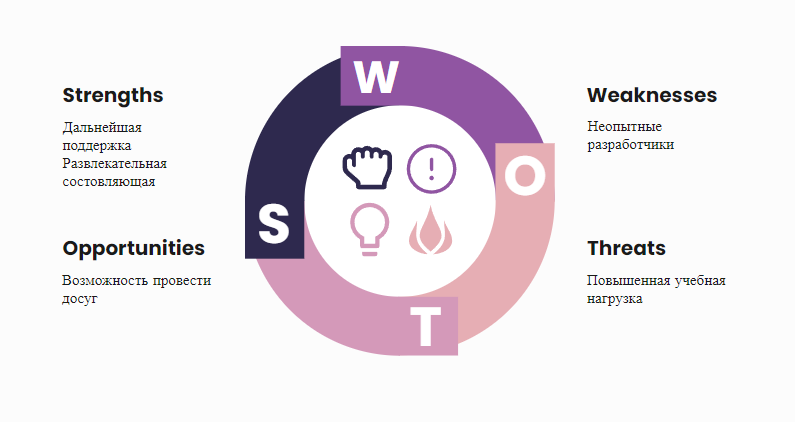 Strengths
Дальнейшая
поддержка
Развлекательная
состовляющая
W
Weaknesses
Неопытные
разработчики
O
S
Opportunities
Возможность провести
досуг
Threats
Повышенная учебная
нагрузка
T